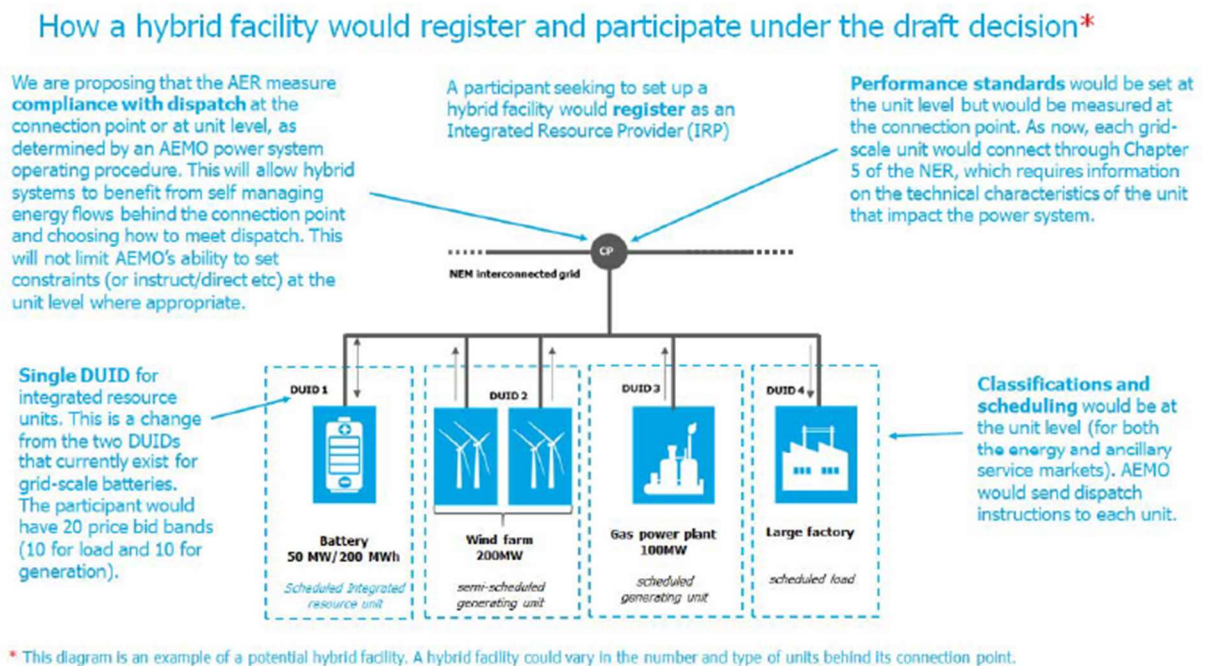 How a hybrid facility would register and participate under the draft decision*
We are proposing that the AER measure
compliance with dispatch at the
connection point or at unit level, as
determined by an AEMO power system
operating procedure. This will allow hybrid
systems to benefit from self managing
energy flows behind the connection point
and choosing how to meet dispatch. This
will not limit AEMO's ability to set
constraints (or instruct/direct etc) at the
unit level where appropriate.
A participant seeking to set up a
hybrid facility would register as an
Integrated Resource Provider (IRP)
Performance standards would be set at
the unit level but would be measured at
the connection point. As now, each grid-
scale unit would connect through Chapter
5 of the NER, which requires information
on the technical characteristics of the unit
that impact the power system.
CP
NEM interconnected grid
Single DUID for
integrated resource
units. This is a change
from the two DUIDs
that currently exist for
grid-scale batteries.
The participant would
have 20 price bid bands
(10 for load and 10 for
generation).
DUID 1
Battery
50 MW/200 MWh
Scheduled Integrated
resource unit
DUID 2
Wind farm
200MW
semi-scheduled
generating unit
DUID 3
Gas power plant
100MW
scheduled
generating unit
DUID 4
Large factory
scheduled load
Classifications and
scheduling would be at
the unit level (for both
the energy and ancillary
service markets). AEMO
would send dispatch
instructions to each unit.
* This diagram is an example of a potential hybrid facility. A hybrid facility could vary in the number and type of units behind its connection point.